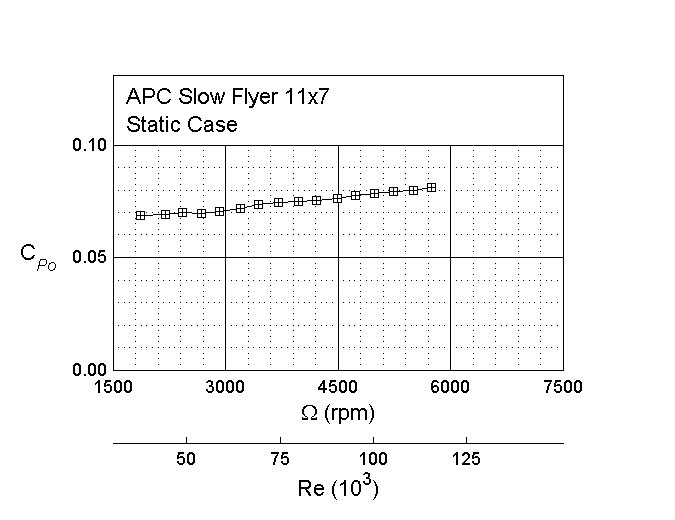 APC Slow Flyer 11x7
Static Case
0.10
C_Po 0.05
0.00
1500 3000 4500 6000 7500
Ω (rpm)
50 75 100 125
Re (10³)